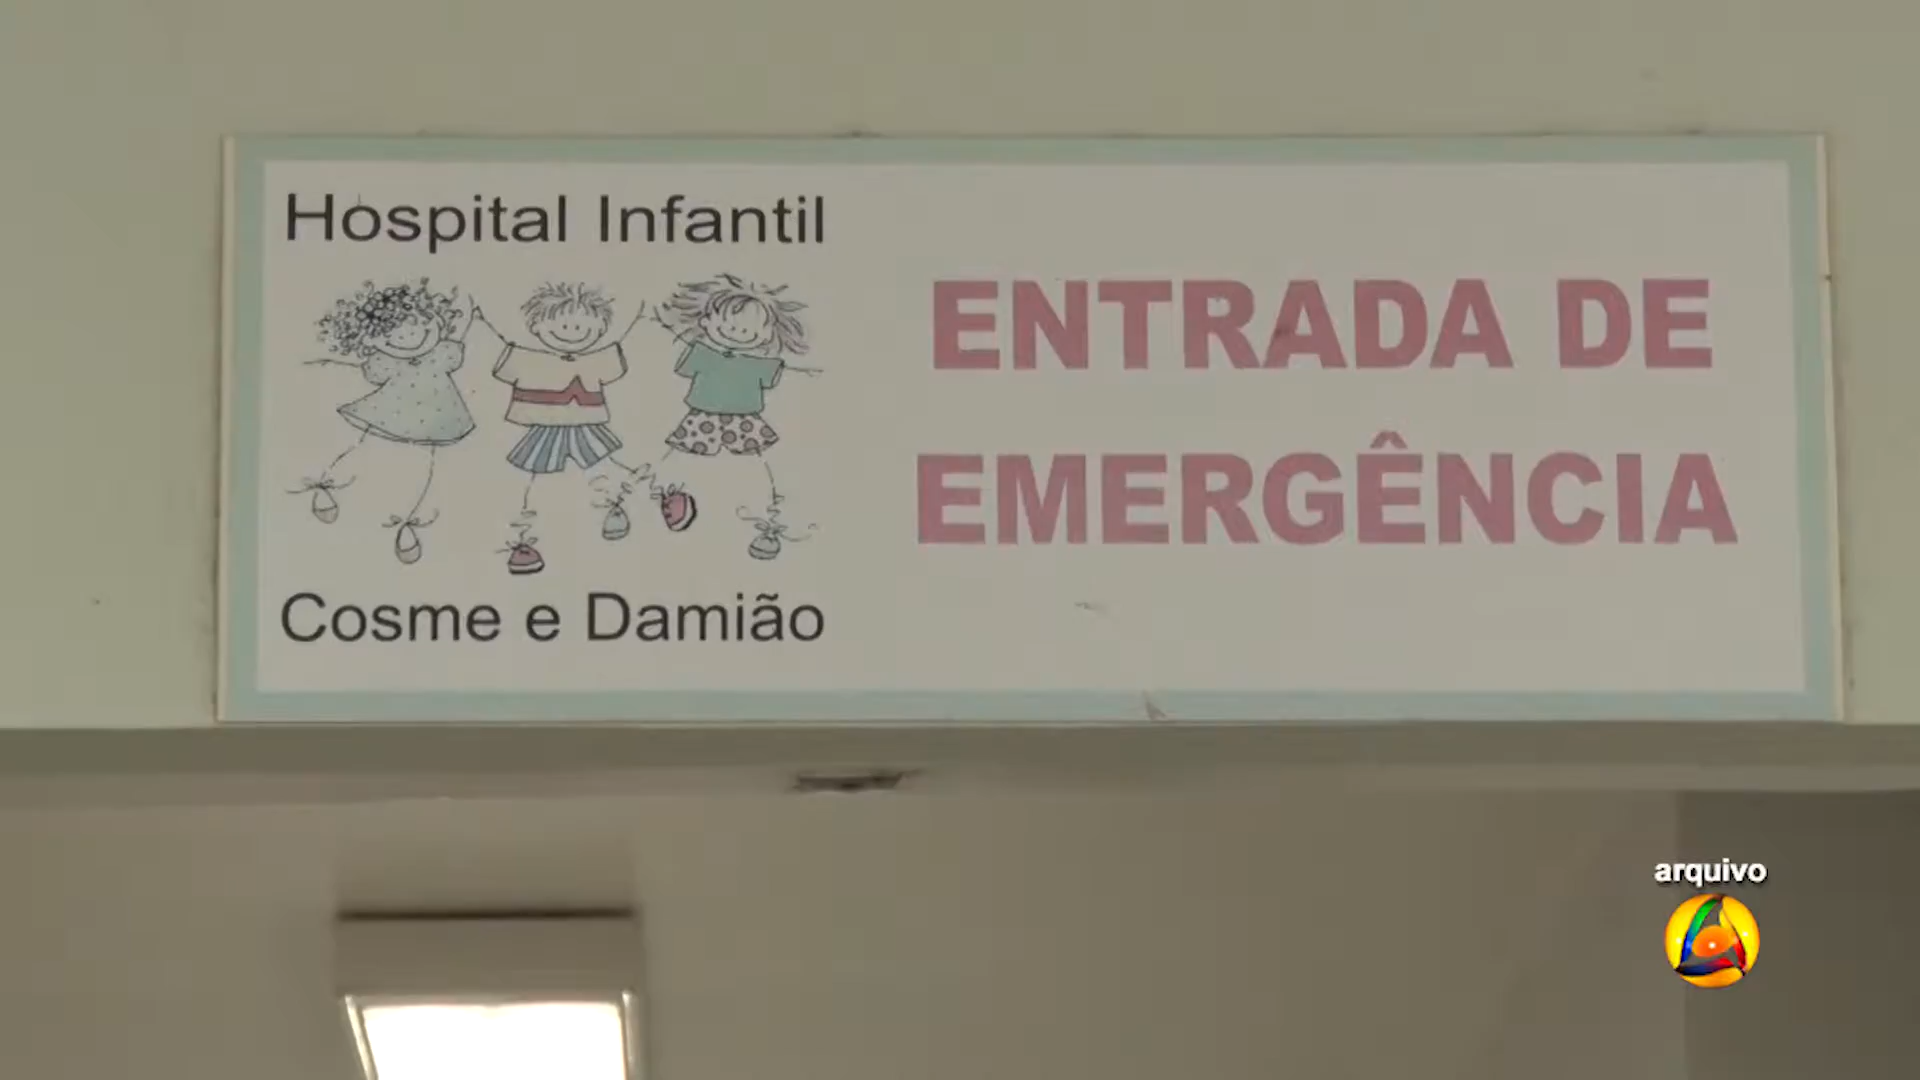 Hospital Infantil
Cosme e Damião
ENTRADA DE
EMERGÊNCIA
arquivo